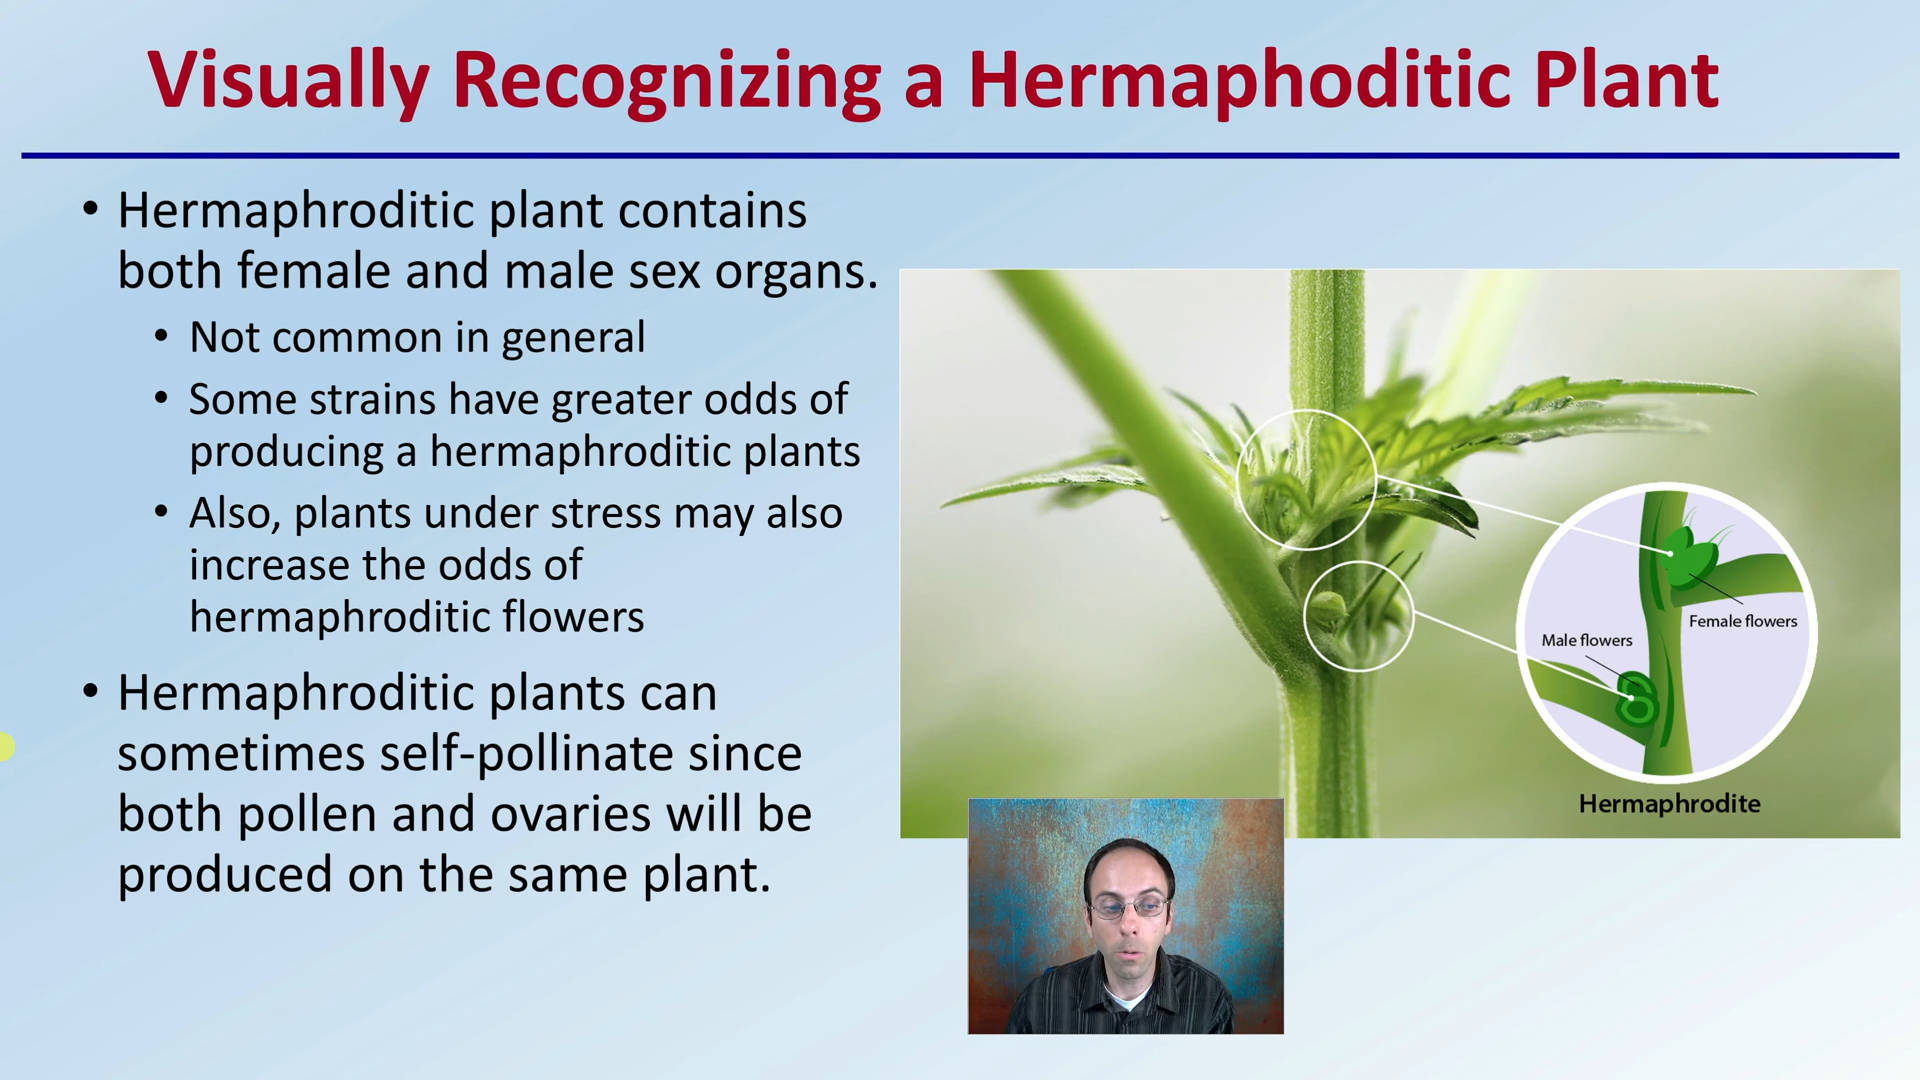 Visually Recognizing a Hermaphoditic Plant
• Hermaphroditic plant contains
both female and male sex organs.
• Not common in general
• Some strains have greater odds of
producing a hermaphroditic plants
• Also, plants under stress may also
increase the odds of
hermaphroditic flowers
• Hermaphroditic plants can
sometimes self-pollinate since
both pollen and ovaries will be
produced on the same plant.
Female flowers
Male flowers
Hermaphrodite